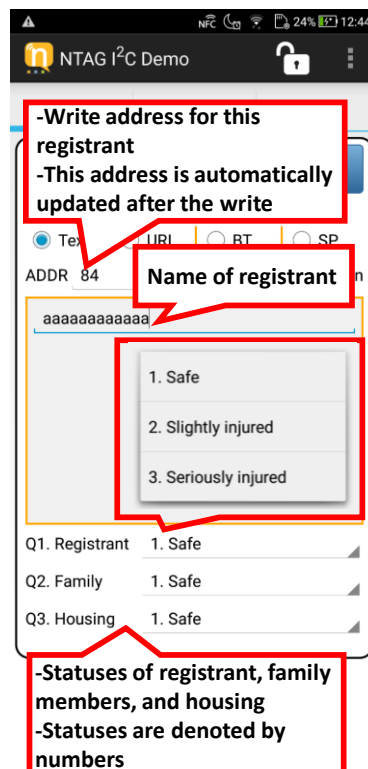 NFC 24% 12:44
NTAG I²C Demo
-Write address for this
registrant
-This address is automatically
updated after the write
Te URL BT SP
ADDR 84
Name of registrant
n
aaaaaaaaaaaa
1. Safe
2. Slightly injured
3. Seriously injured
Q1. Registrant 1. Safe
Q2. Family 1. Safe
Q3. Housing 1. Safe
-Statuses of registrant, family
members, and housing
-Statuses are denoted by
numbers